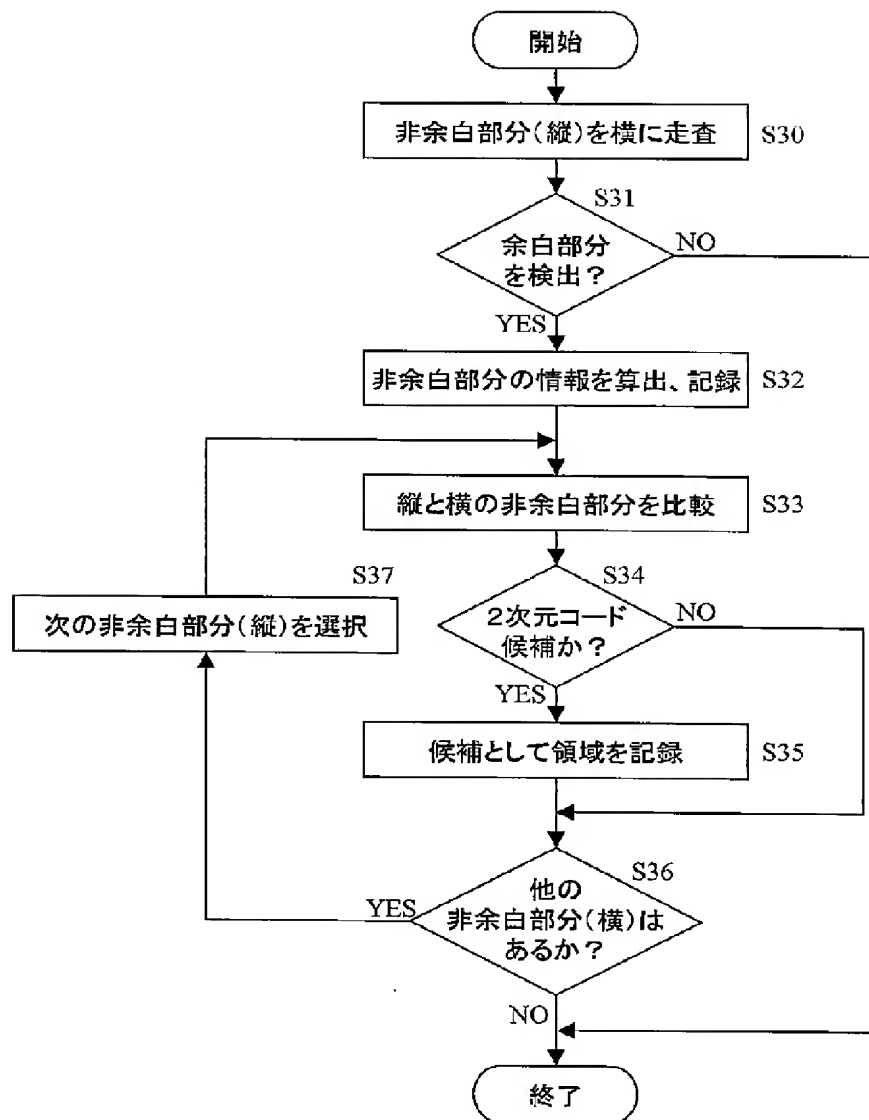 開始
非余白部分(縦)を横に走査
S30
S31
余白部分
を検出?
NO
YES
非余白部分の情報を算出、記録
S32
縦と横の非余白部分を比較
S33
S37
次の非余白部分(縦)を選択
S34
2次元コード
候補か?
NO
YES
候補として領域を記録
S35
S36
他の
非余白部分(横)は
あるか?
YES
NO
終了